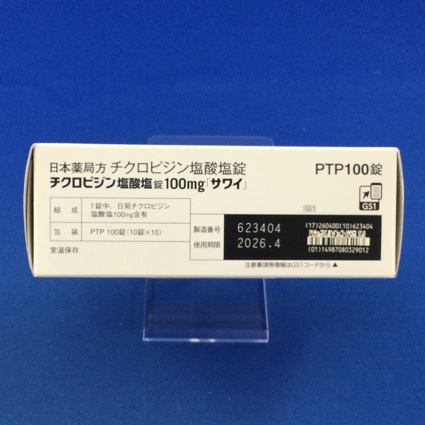 日本薬局方 チクロピジン塩酸塩錠
チクロピジン塩酸塩錠100mg「サワイ」
PTP100錠
GS1
組成 1錠中、日局チクロピジン
塩酸塩100mg含有
包装 PTP 100錠(10錠×10)
室温保存
GS1
製造番号 623404
使用期限 2026.4
(17)260400(10)623404
(01)14987080329012
注意事項等情報はGS1コードから▲